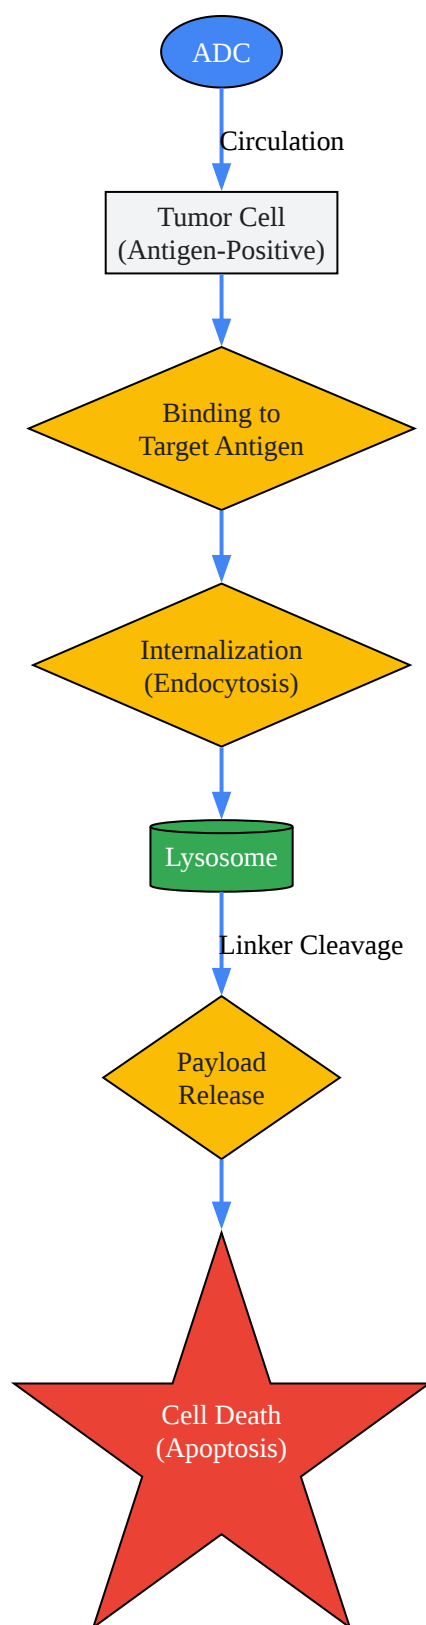 ADC
Circulation
Tumor Cell
(Antigen-Positive)
Binding to
Target Antigen
Internalization
(Endocytosis)
Lysosome
Linker Cleavage
Payload
Release
Cell Death
(Apoptosis)